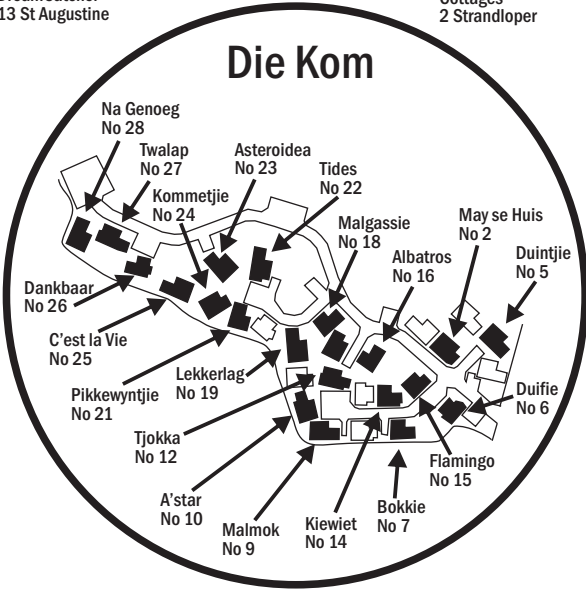 13 St Augustine
Cottages
2 Strandloper
Die Kom
Na Genoeg
No 28
Twalap
No 27
Kommetjie
No 24
Asteroidea
No 23
Tides
No 22
Malgassie
No 18
Albatros
No 16
May se Huis
No 2
Duintjie
No 5
Dankbaar
No 26
C'est la Vie
No 25
Pikkewyntjie
No 21
Lekkerlag
No 19
Tjokka
No 12
A'star
No 10
Malmok
No 9
Kiewiet
No 14
Bokkie
No 7
Flamingo
No 15
Duifie
No 6